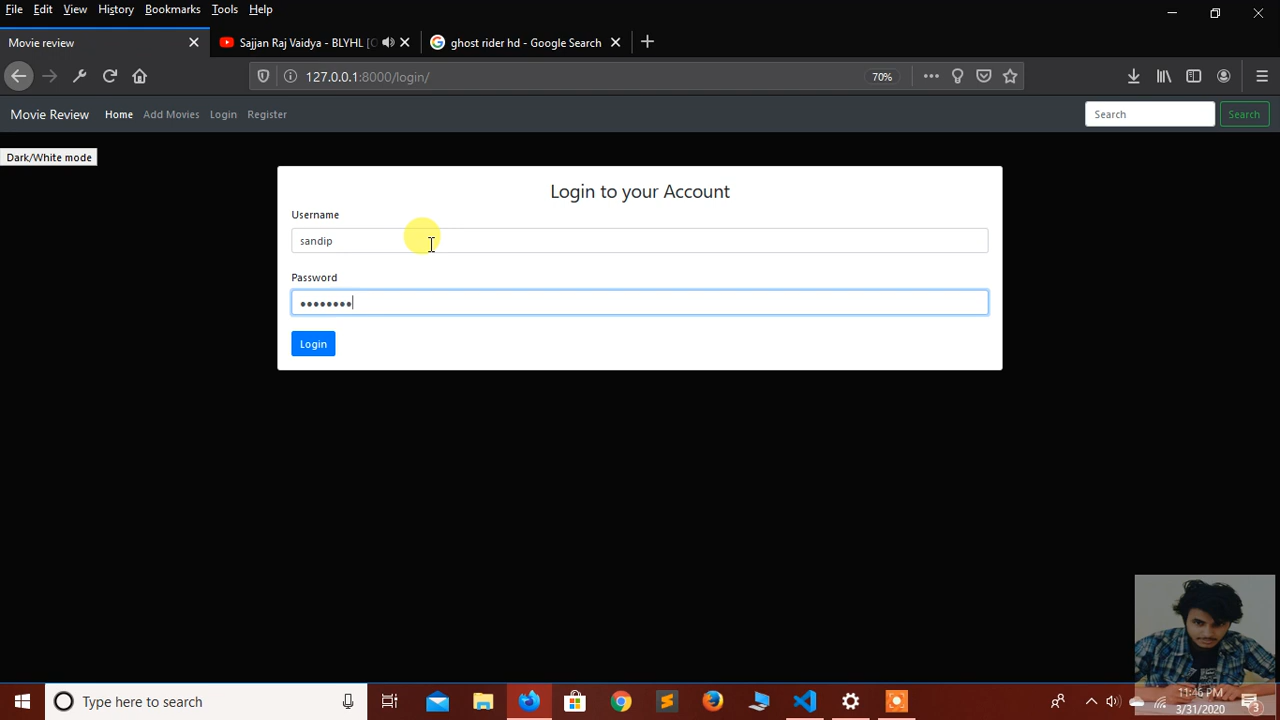 File Edit View History Bookmarks Tools Help
Movie review
Sajjan Raj Vaidya - BLYHL [O
ghost rider hd - Google Search
127.0.0.1:8000/login/
70%
Movie Review Home Add Movies Login Register
Search Search
Dark/White mode
Login to your Account
Username
sandip
Password
••••••••
Login
Type here to search
11:46 PM
3/31/2020
3